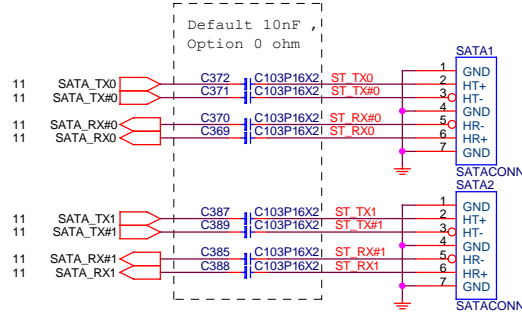 Default 10nF ,
Option 0 ohm
SATA1
11 SATA_TX0 C372 C103P16X2 ST_TX0 1 GND
11 SATA_TX#0 C371 C103P16X2 ST_TX#0 2 HT+
3 HT-
4 GND
11 SATA_RX#0 C370 C103P16X2 ST_RX#0 5 HR-
11 SATA_RX0 C369 C103P16X2 ST_RX0 6 HR+
7 GND
SATACONN
SATA2
1 GND
11 SATA_TX1 C387 C103P16X2 ST_TX1 2 HT+
11 SATA_TX#1 C389 C103P16X2 ST_TX#1 3 HT-
4 GND
11 SATA_RX#1 C385 C103P16X2 ST_RX#1 5 HR-
11 SATA_RX1 C388 C103P16X2 ST_RX1 6 HR+
7 GND
SATACONN